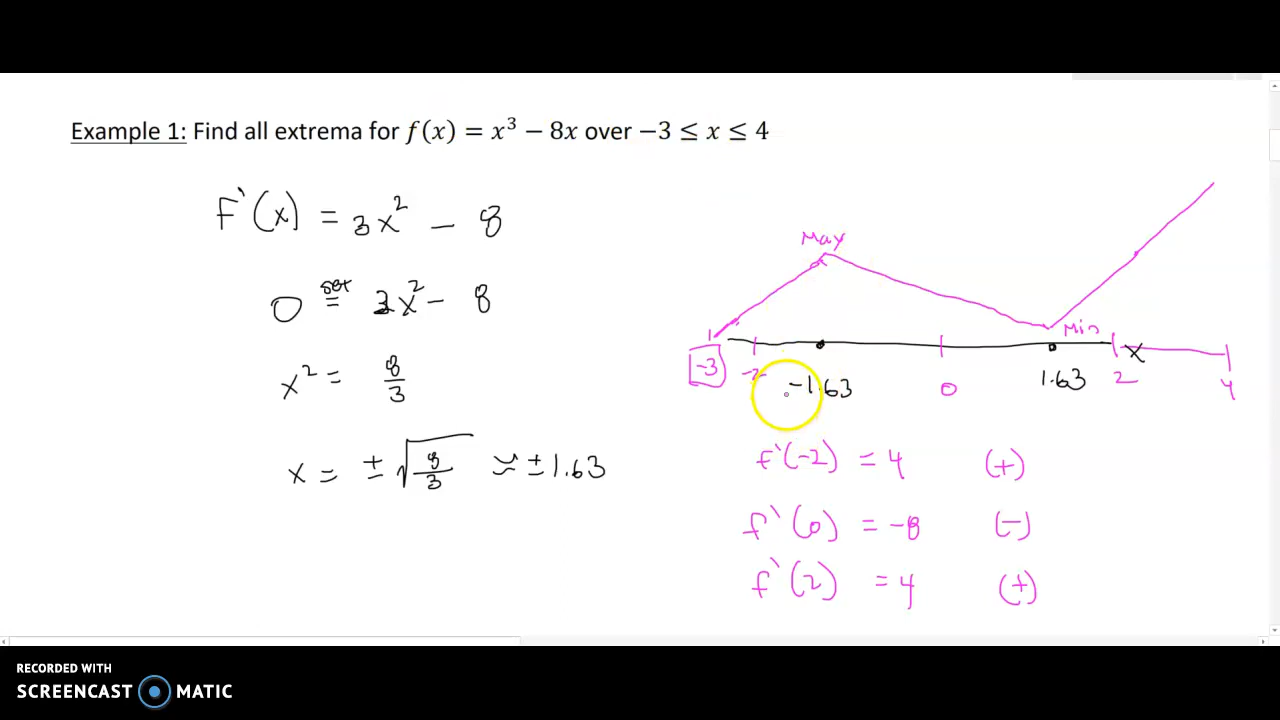 Example 1: Find all extrema for f(x) = x³ − 8x over −3 ≤ x ≤ 4
F`(x) = 3x² − 8
0 set = 3x² − 8
x² = 8/3
x = ± √(8/3) ≈ ± 1.63
Max
Min
-3 -2 -1.63 0 1.63 2 x 4
f`(-2) = 4 (+)
f`(0) = -8 (-)
f`(2) = 4 (+)
RECORDED WITH
SCREENCAST MATIC